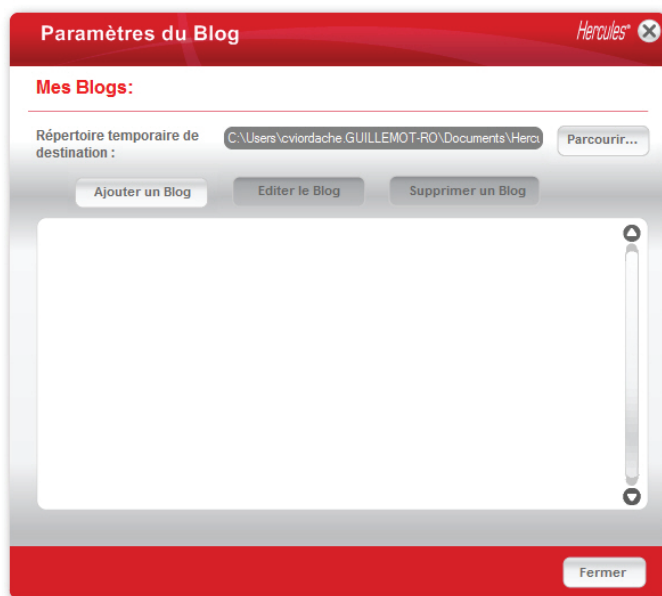 Paramètres du Blog
Hercules®
Mes Blogs:
Répertoire temporaire de
destination :
C:\Users\cviordache.GUILLEMOT-RO\Documents\Hercu
Parcourir...
Ajouter un Blog
Editer le Blog
Supprimer un Blog
Fermer